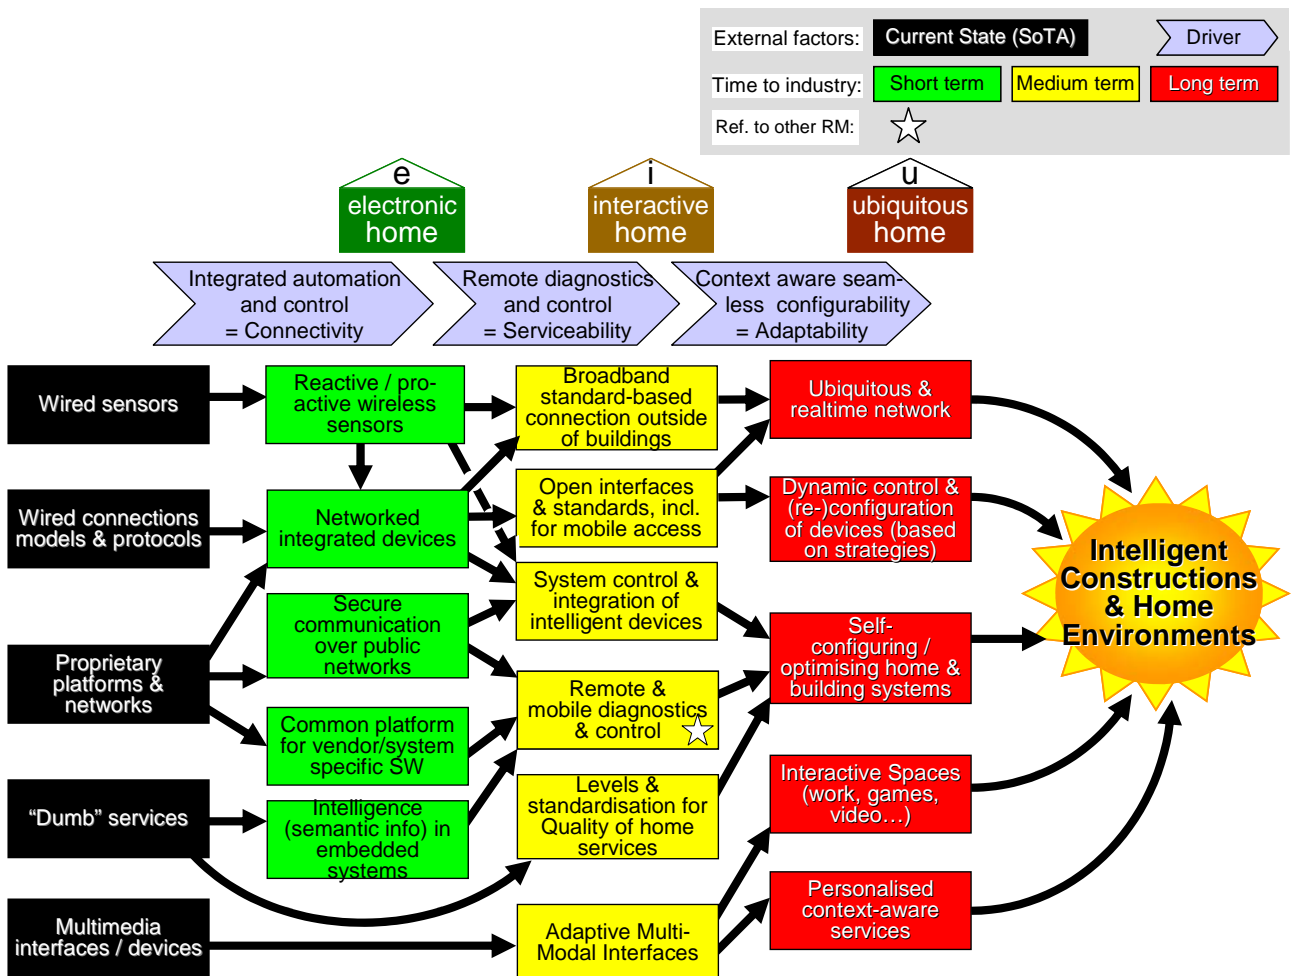 External factors:
Current State (SoTA)
Driver
Time to industry:
Short term
Medium term
Long term
Ref. to other RM:
e
electronic
home
i
interactive
home
u
ubiquitous
home
Integrated automation
and control
= Connectivity
Remote diagnostics
and control
= Serviceability
Context aware seam-
less configurability
= Adaptability
Wired sensors
Wired connections
models & protocols
Proprietary
platforms &
networks
“Dumb” services
Multimedia
interfaces / devices
Reactive / pro-
active wireless
sensors
Networked
integrated devices
Secure
communication
over public
networks
Common platform
for vendor/system
specific SW
Intelligence
(semantic info) in
embedded
systems
Broadband
standard-based
connection outside
of buildings
Open interfaces
& standards, incl.
for mobile access
System control &
integration of
intelligent devices
Remote &
mobile diagnostics
& control
Levels &
standardisation for
Quality of home
services
Adaptive Multi-
Modal Interfaces
Ubiquitous &
realtime network
Dynamic control &
(re-)configuration
of devices (based
on strategies)
Self-
configuring /
optimising home &
building systems
Interactive Spaces
(work, games,
video…)
Personalised
context-aware
services
Intelligent
Constructions
& Home
Environments